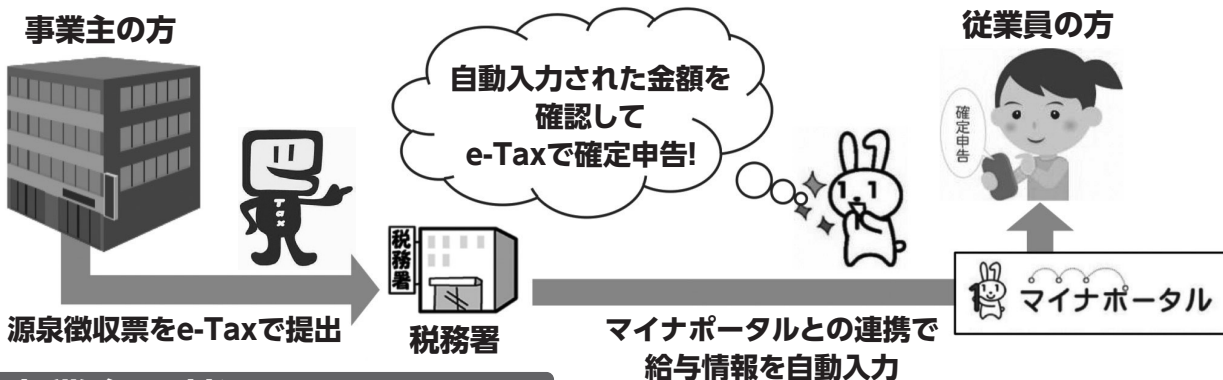 事業主の方
従業員の方
自動入力された金額を
確認して
e-Taxで確定申告!
確定申告
Tax
税務署
マイナポータル
源泉徴収票をe-Taxで提出
税務署
マイナポータルとの連携で
給与情報を自動入力